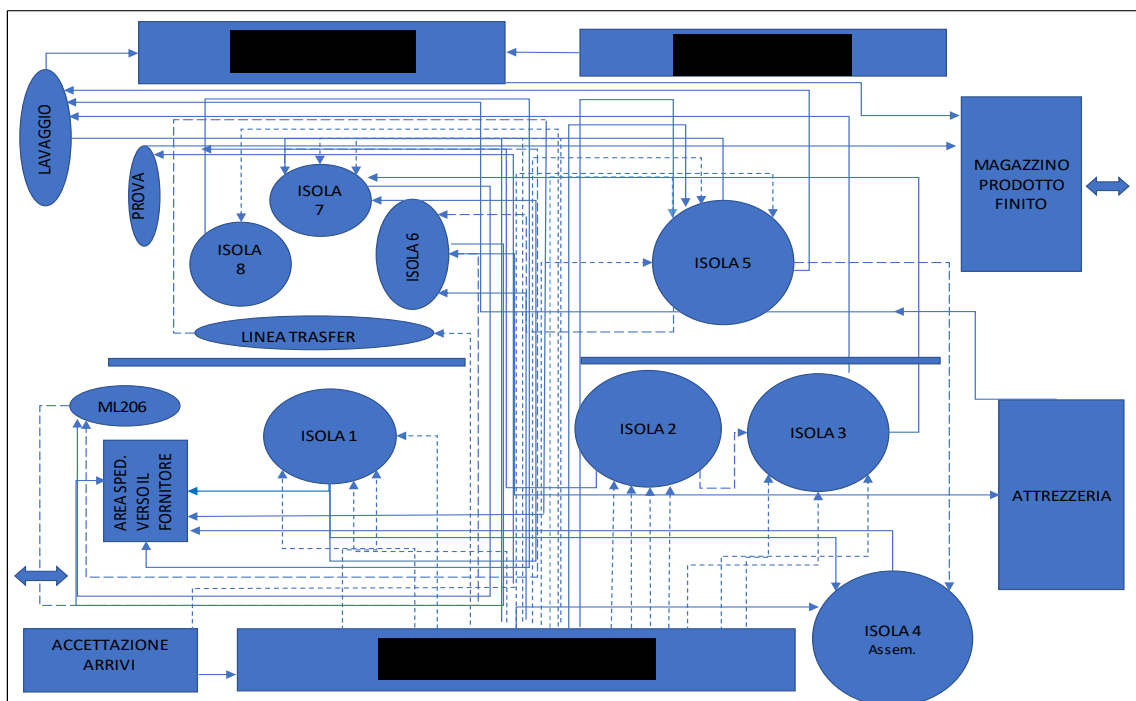 LAVAGGIO
PROVA
ISOLA
7
ISOLA
8
ISOLA 6
ISOLA 5
MAGAZZINO
PRODOTTO
FINITO
LINEA TRASFER
ML206
ISOLA 1
ISOLA 2
ISOLA 3
AREA SPED.
VERSO IL
FORNITORE
ATTREZZERIA
ISOLA 4
Assem.
ACCETTAZIONE
ARRIVI